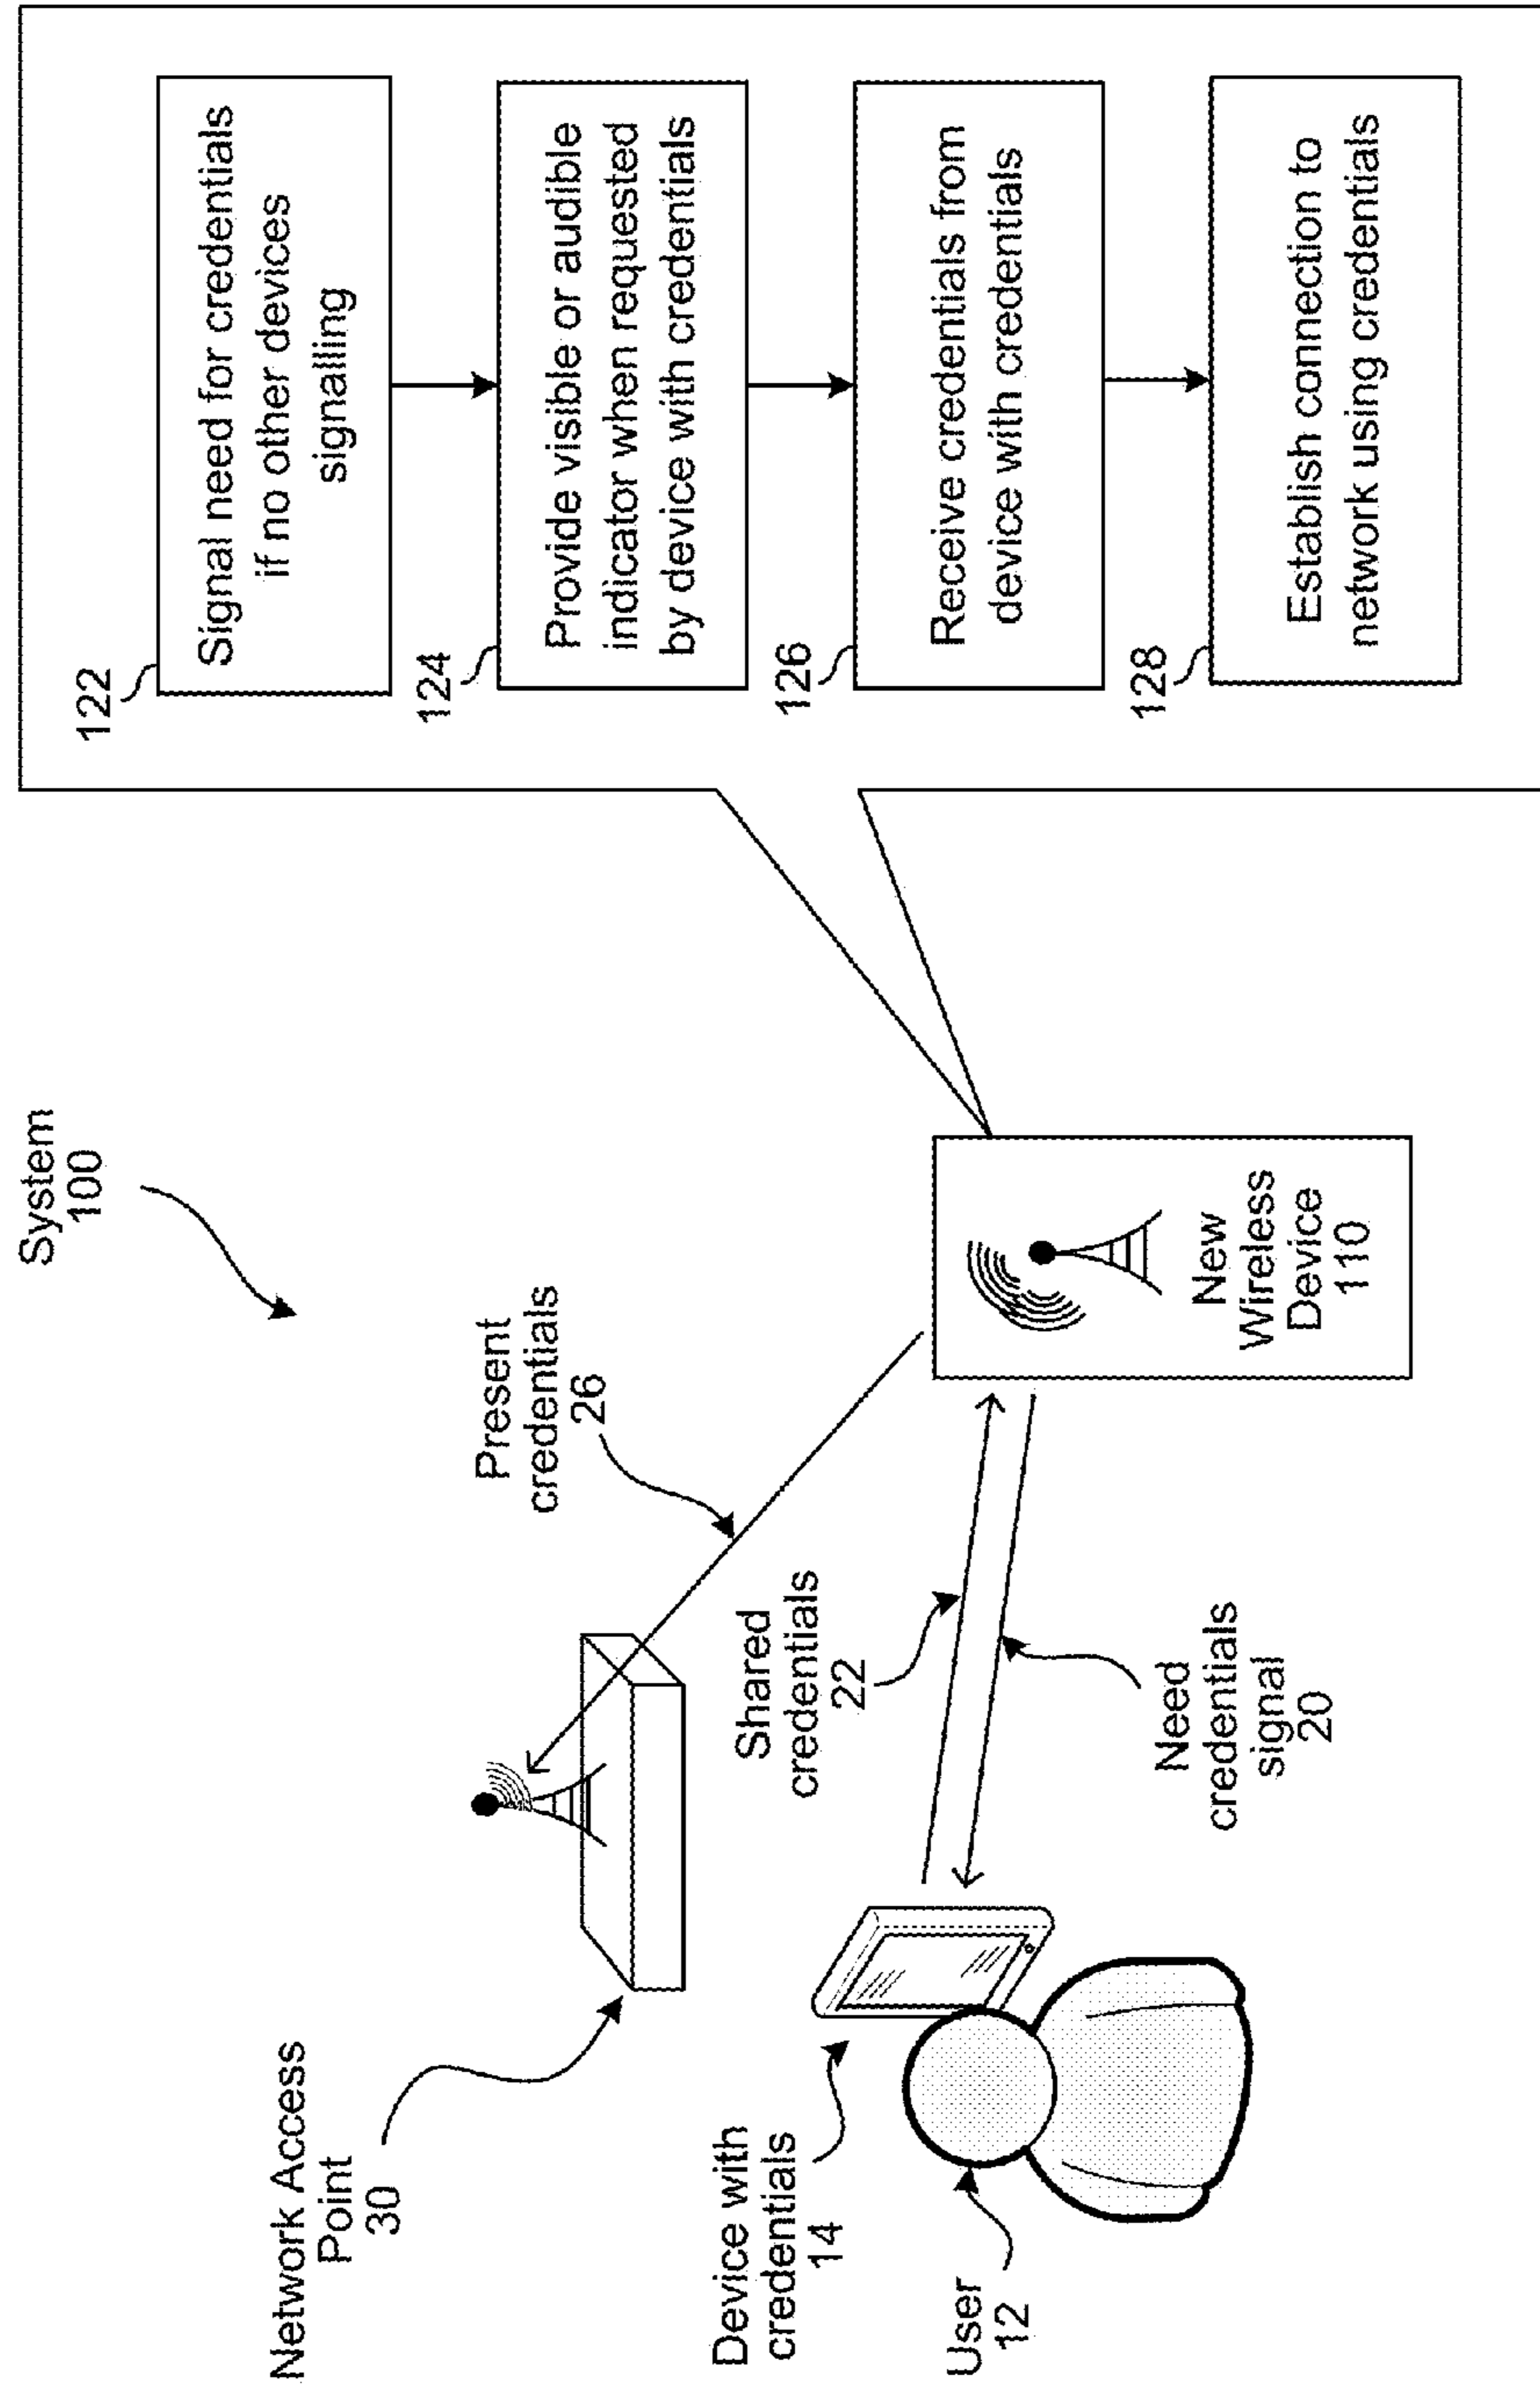 System
100
Network Access
Point
30
Present
credentials
26
Device with
credentials
14
Shared
credentials
22
User
12
Need
credentials
signal
20
New
Wireless
Device
110
122
Signal need for credentials
if no other devices
signalling
124
Provide visible or audible
indicator when requested
by device with credentials
126
Receive credentials from
device with credentials
128
Establish connection to
network using credentials